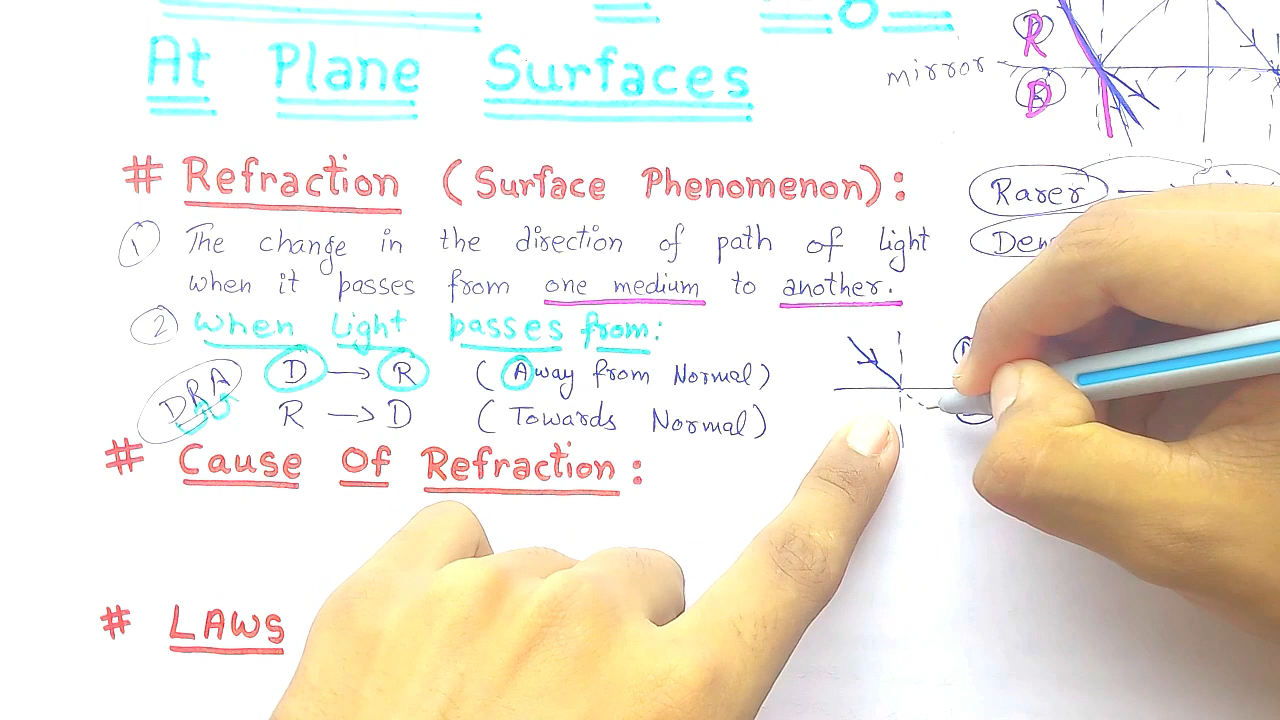 At Plane Surfaces
# Refraction (Surface Phenomenon):
① The change in the direction of path of light
when it passes from one medium to another.
② When light passes from:
D → R (Away from Normal)
DRA
R → D (Towards Normal)
# Cause Of Refraction:
# LAWS
R
mirror
D
Rarer